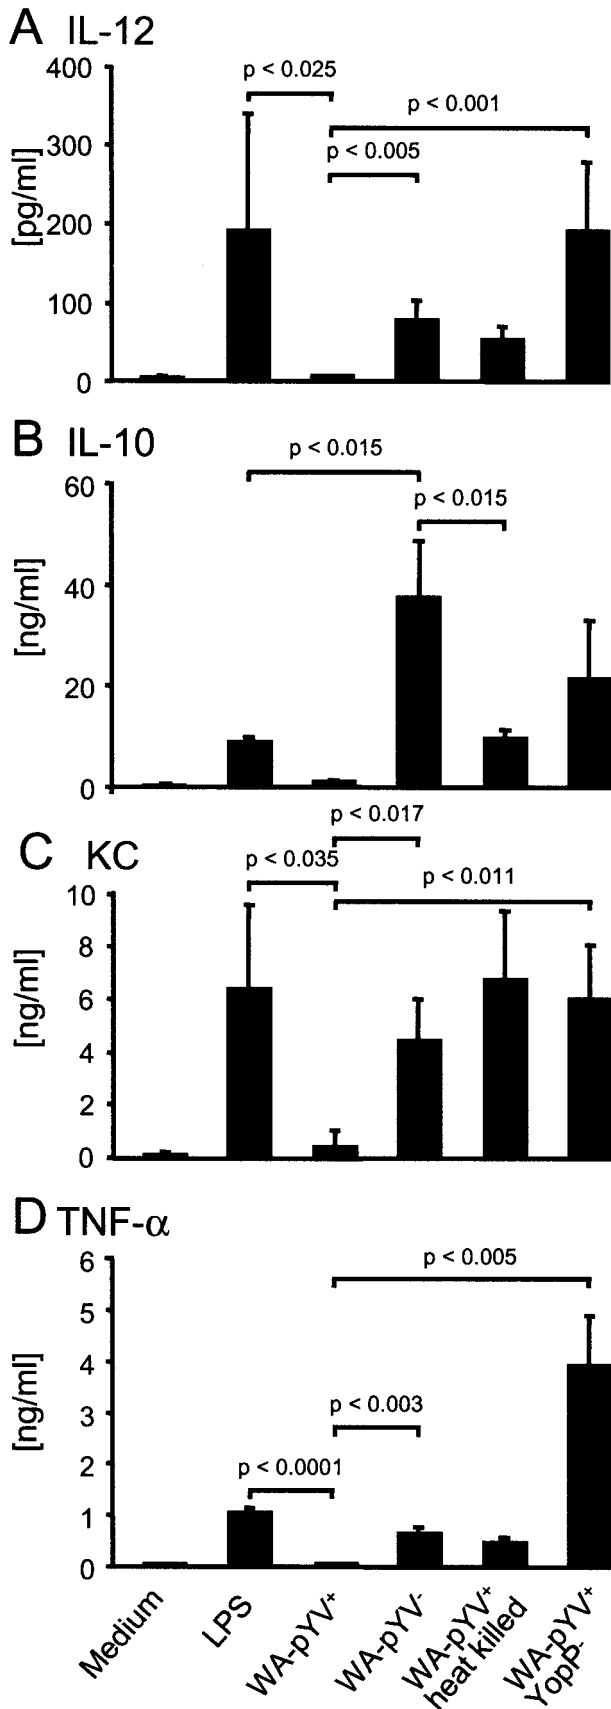 A IL-12
p < 0.025
p < 0.001
p < 0.005
[pg/ml]
400
300
200
100
0
B IL-10
p < 0.015
p < 0.015
[ng/ml]
60
40
20
0
C KC
p < 0.017
p < 0.035
p < 0.011
[ng/ml]
10
8
6
4
2
0
D TNF-α
p < 0.005
p < 0.003
p < 0.0001
[ng/ml]
6
5
4
3
2
1
0
Medium
LPS
WA-pYV⁺
WA-pYV⁻
WA-pYV⁺
heat killed
WA-pYV⁺
YopP⁻